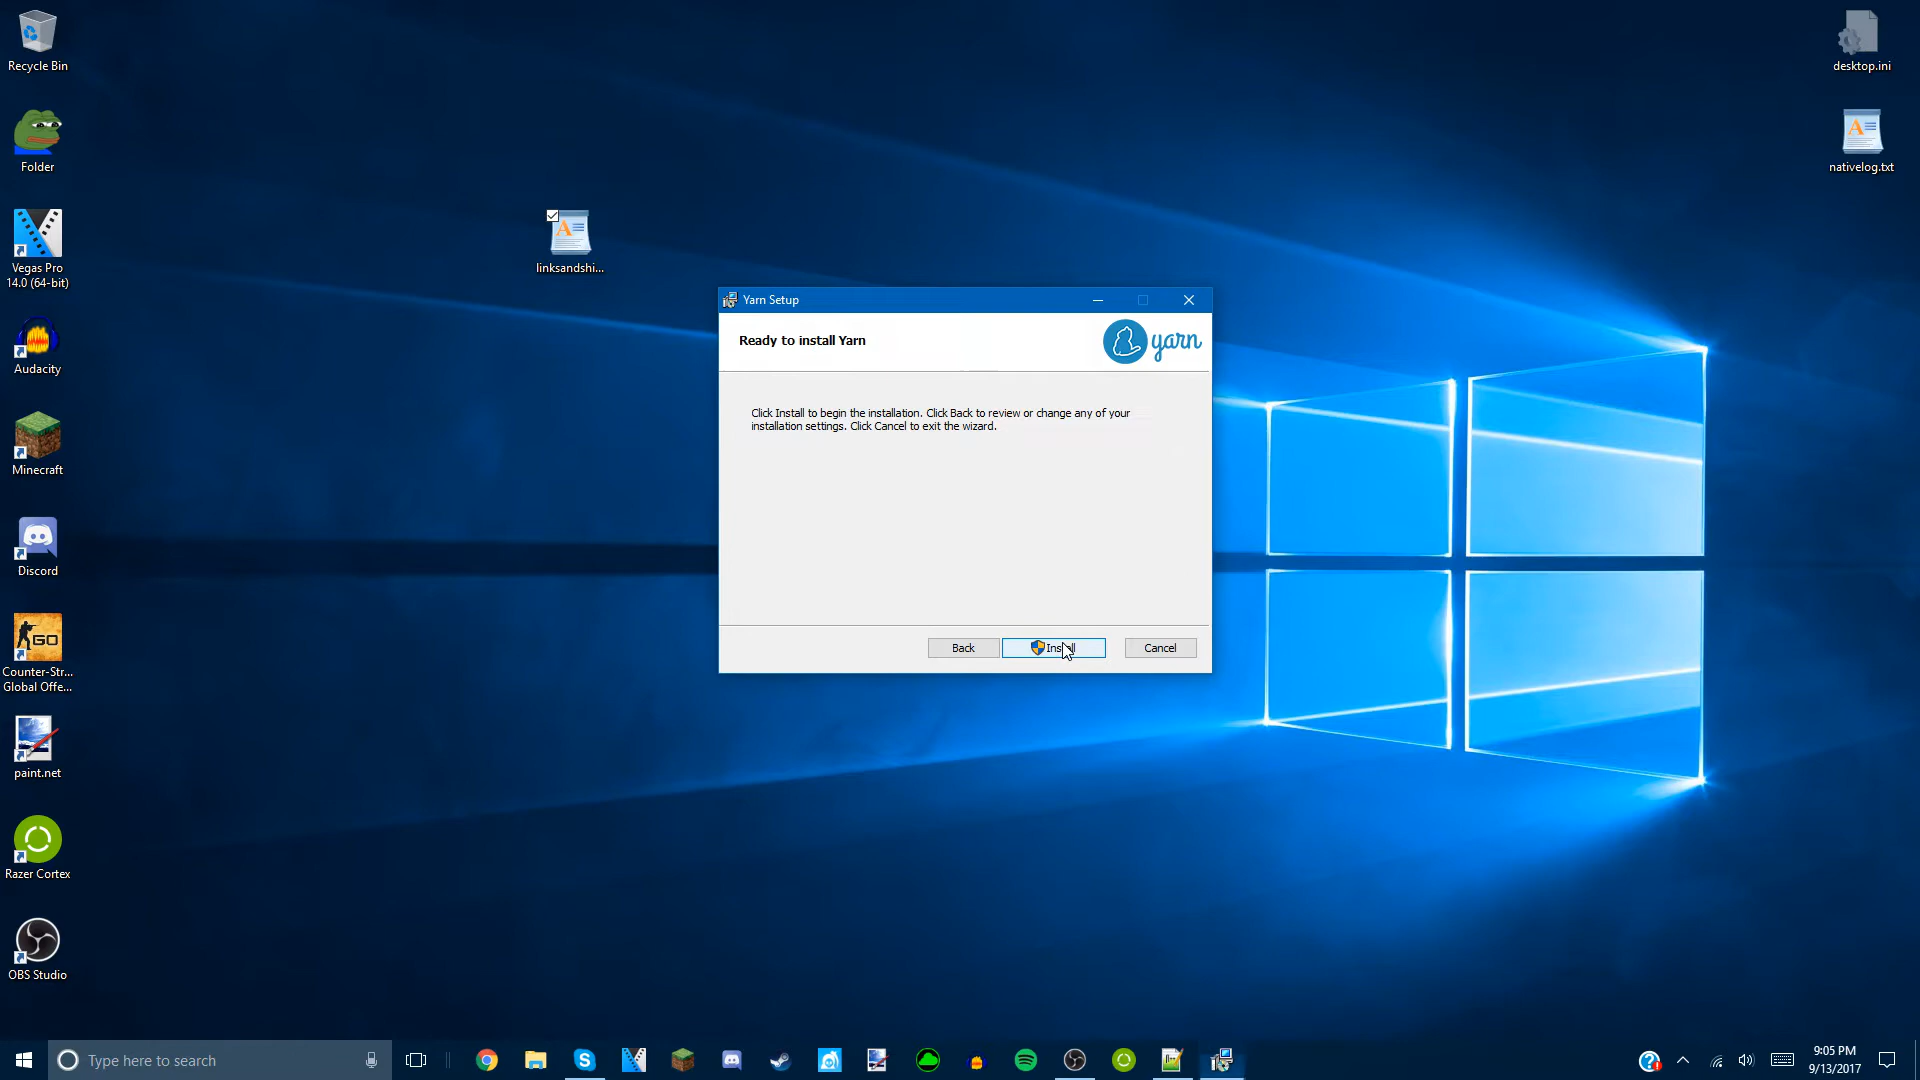 Recycle Bin
Folder
Vegas Pro
14.0 (64-bit)
Audacity
Minecraft
Discord
GO
Counter-Str...
Global Offe...
paint.net
Razer Cortex
OBS Studio
linksandshi...
desktop.ini
nativelog.txt
Yarn Setup
Ready to install Yarn
yarn
Click Install to begin the installation. Click Back to review or change any of your
installation settings. Click Cancel to exit the wizard.
Back
Install
Cancel
Type here to search
9:05 PM
9/13/2017